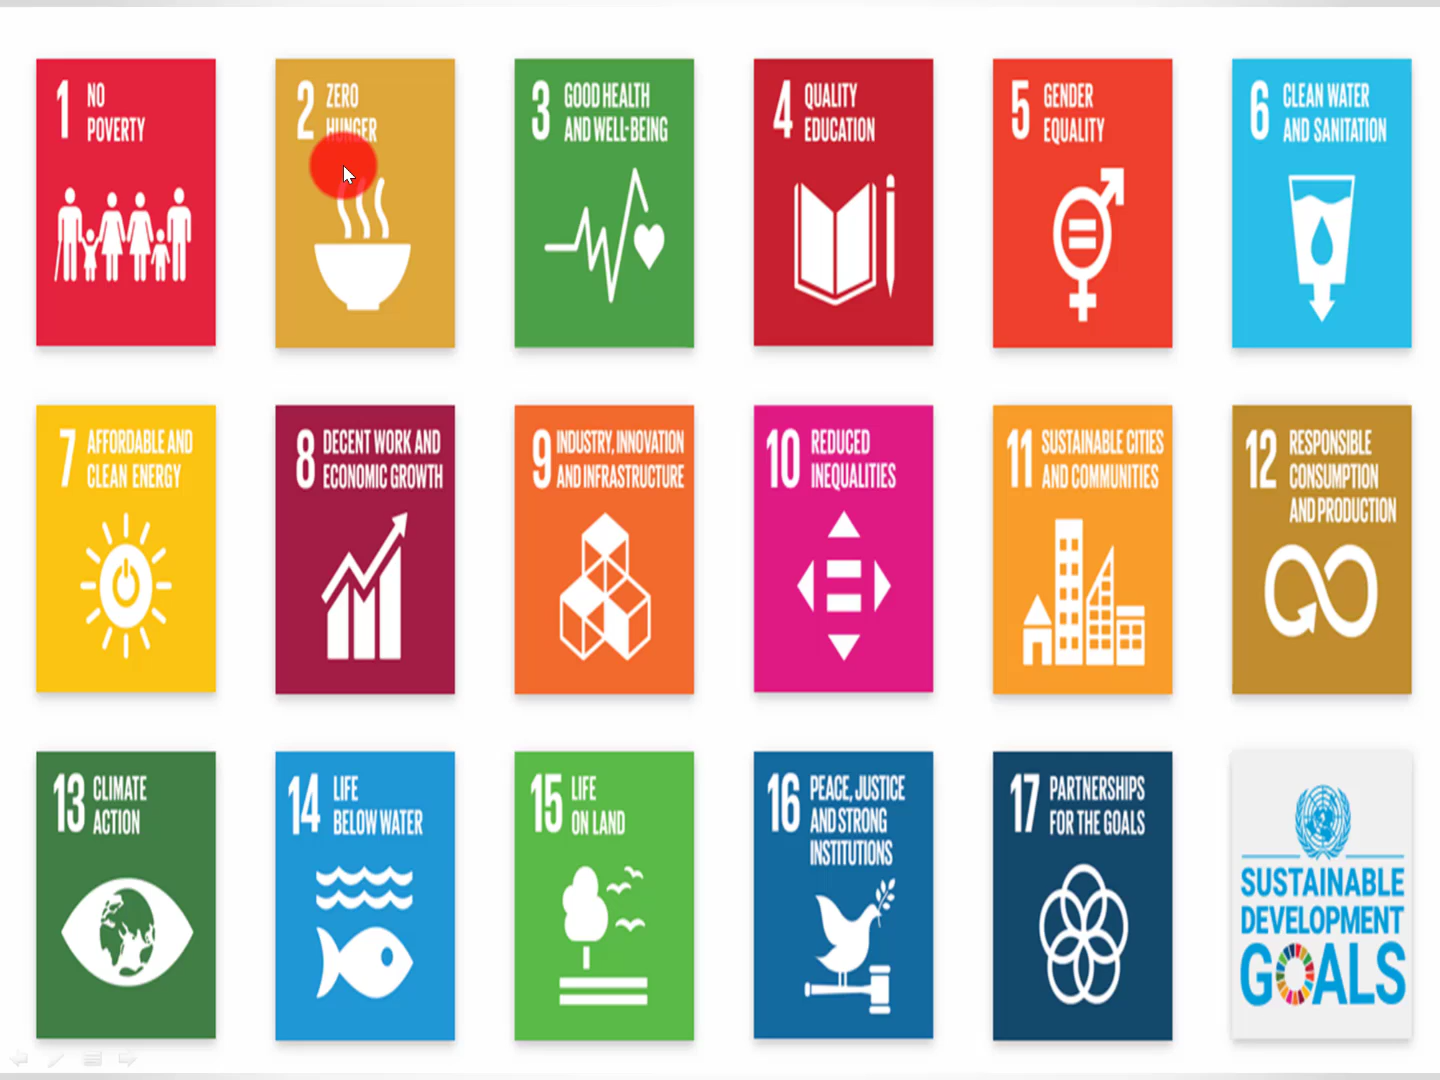 1 NO
POVERTY
2 ZERO
HUNGER
3 GOOD HEALTH
AND WELL-BEING
4 QUALITY
EDUCATION
5 GENDER
EQUALITY
6 CLEAN WATER
AND SANITATION
7 AFFORDABLE AND
CLEAN ENERGY
8 DECENT WORK AND
ECONOMIC GROWTH
9 INDUSTRY, INNOVATION
AND INFRASTRUCTURE
10 REDUCED
INEQUALITIES
11 SUSTAINABLE CITIES
AND COMMUNITIES
12 RESPONSIBLE
CONSUMPTION
AND PRODUCTION
13 CLIMATE
ACTION
14 LIFE
BELOW WATER
15 LIFE
ON LAND
16 PEACE, JUSTICE
AND STRONG
INSTITUTIONS
17 PARTNERSHIPS
FOR THE GOALS
SUSTAINABLE
DEVELOPMENT
GOALS